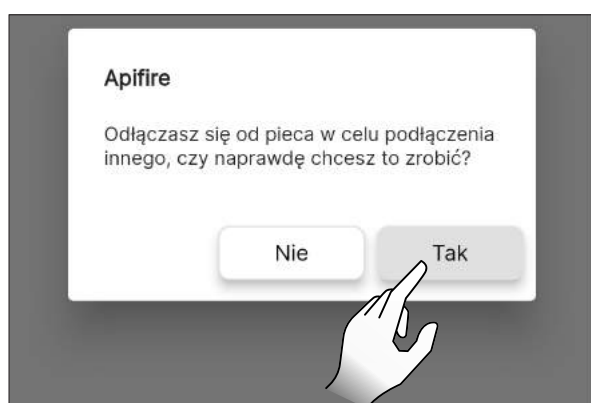 Apifire
Odłączasz się od pieca w celu podłączenia
innego, czy naprawdę chcesz to zrobić?
Nie Tak